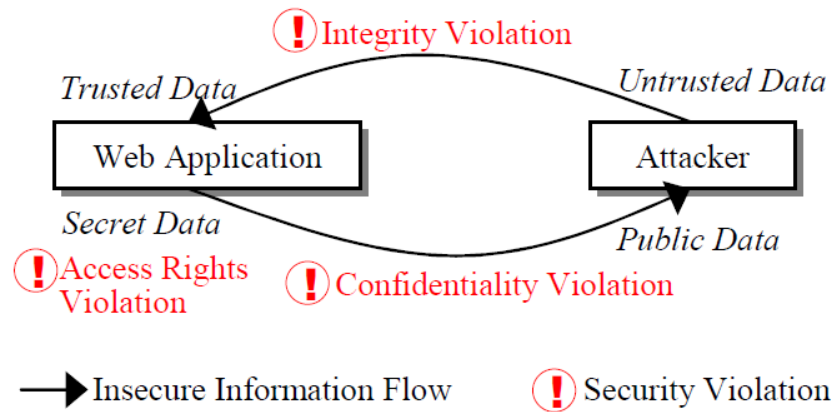 ! Integrity Violation
Trusted Data
Untrusted Data
Web Application
Attacker
Secret Data
Public Data
! Access Rights
Violation
! Confidentiality Violation
Insecure Information Flow
! Security Violation